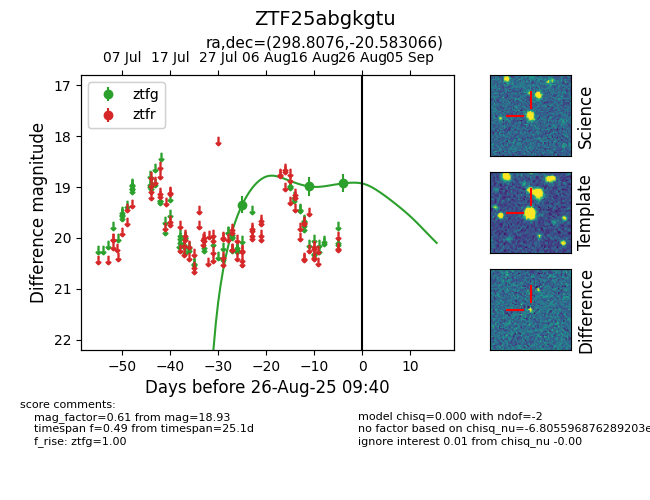 ZTF25abgkgtu
ra,dec=(298.8076,-20.583066)
07 Jul 17 Jul 27 Jul 06 Aug 16 Aug 26 Aug 05 Sep
ztfg
ztfr
17
18
19
20
21
22
Difference magnitude
−50 −40 −30 −20 −10 0 10
Days before 26-Aug-25 09:40
Science
Template
Difference
score comments:
mag_factor=0.61 from mag=18.93
timespan f=0.49 from timespan=25.1d
f_rise: ztfg=1.00
model chisq=0.000 with ndof=-2
no factor based on chisq_nu=-6.805596876289203e
ignore interest 0.01 from chisq_nu -0.00